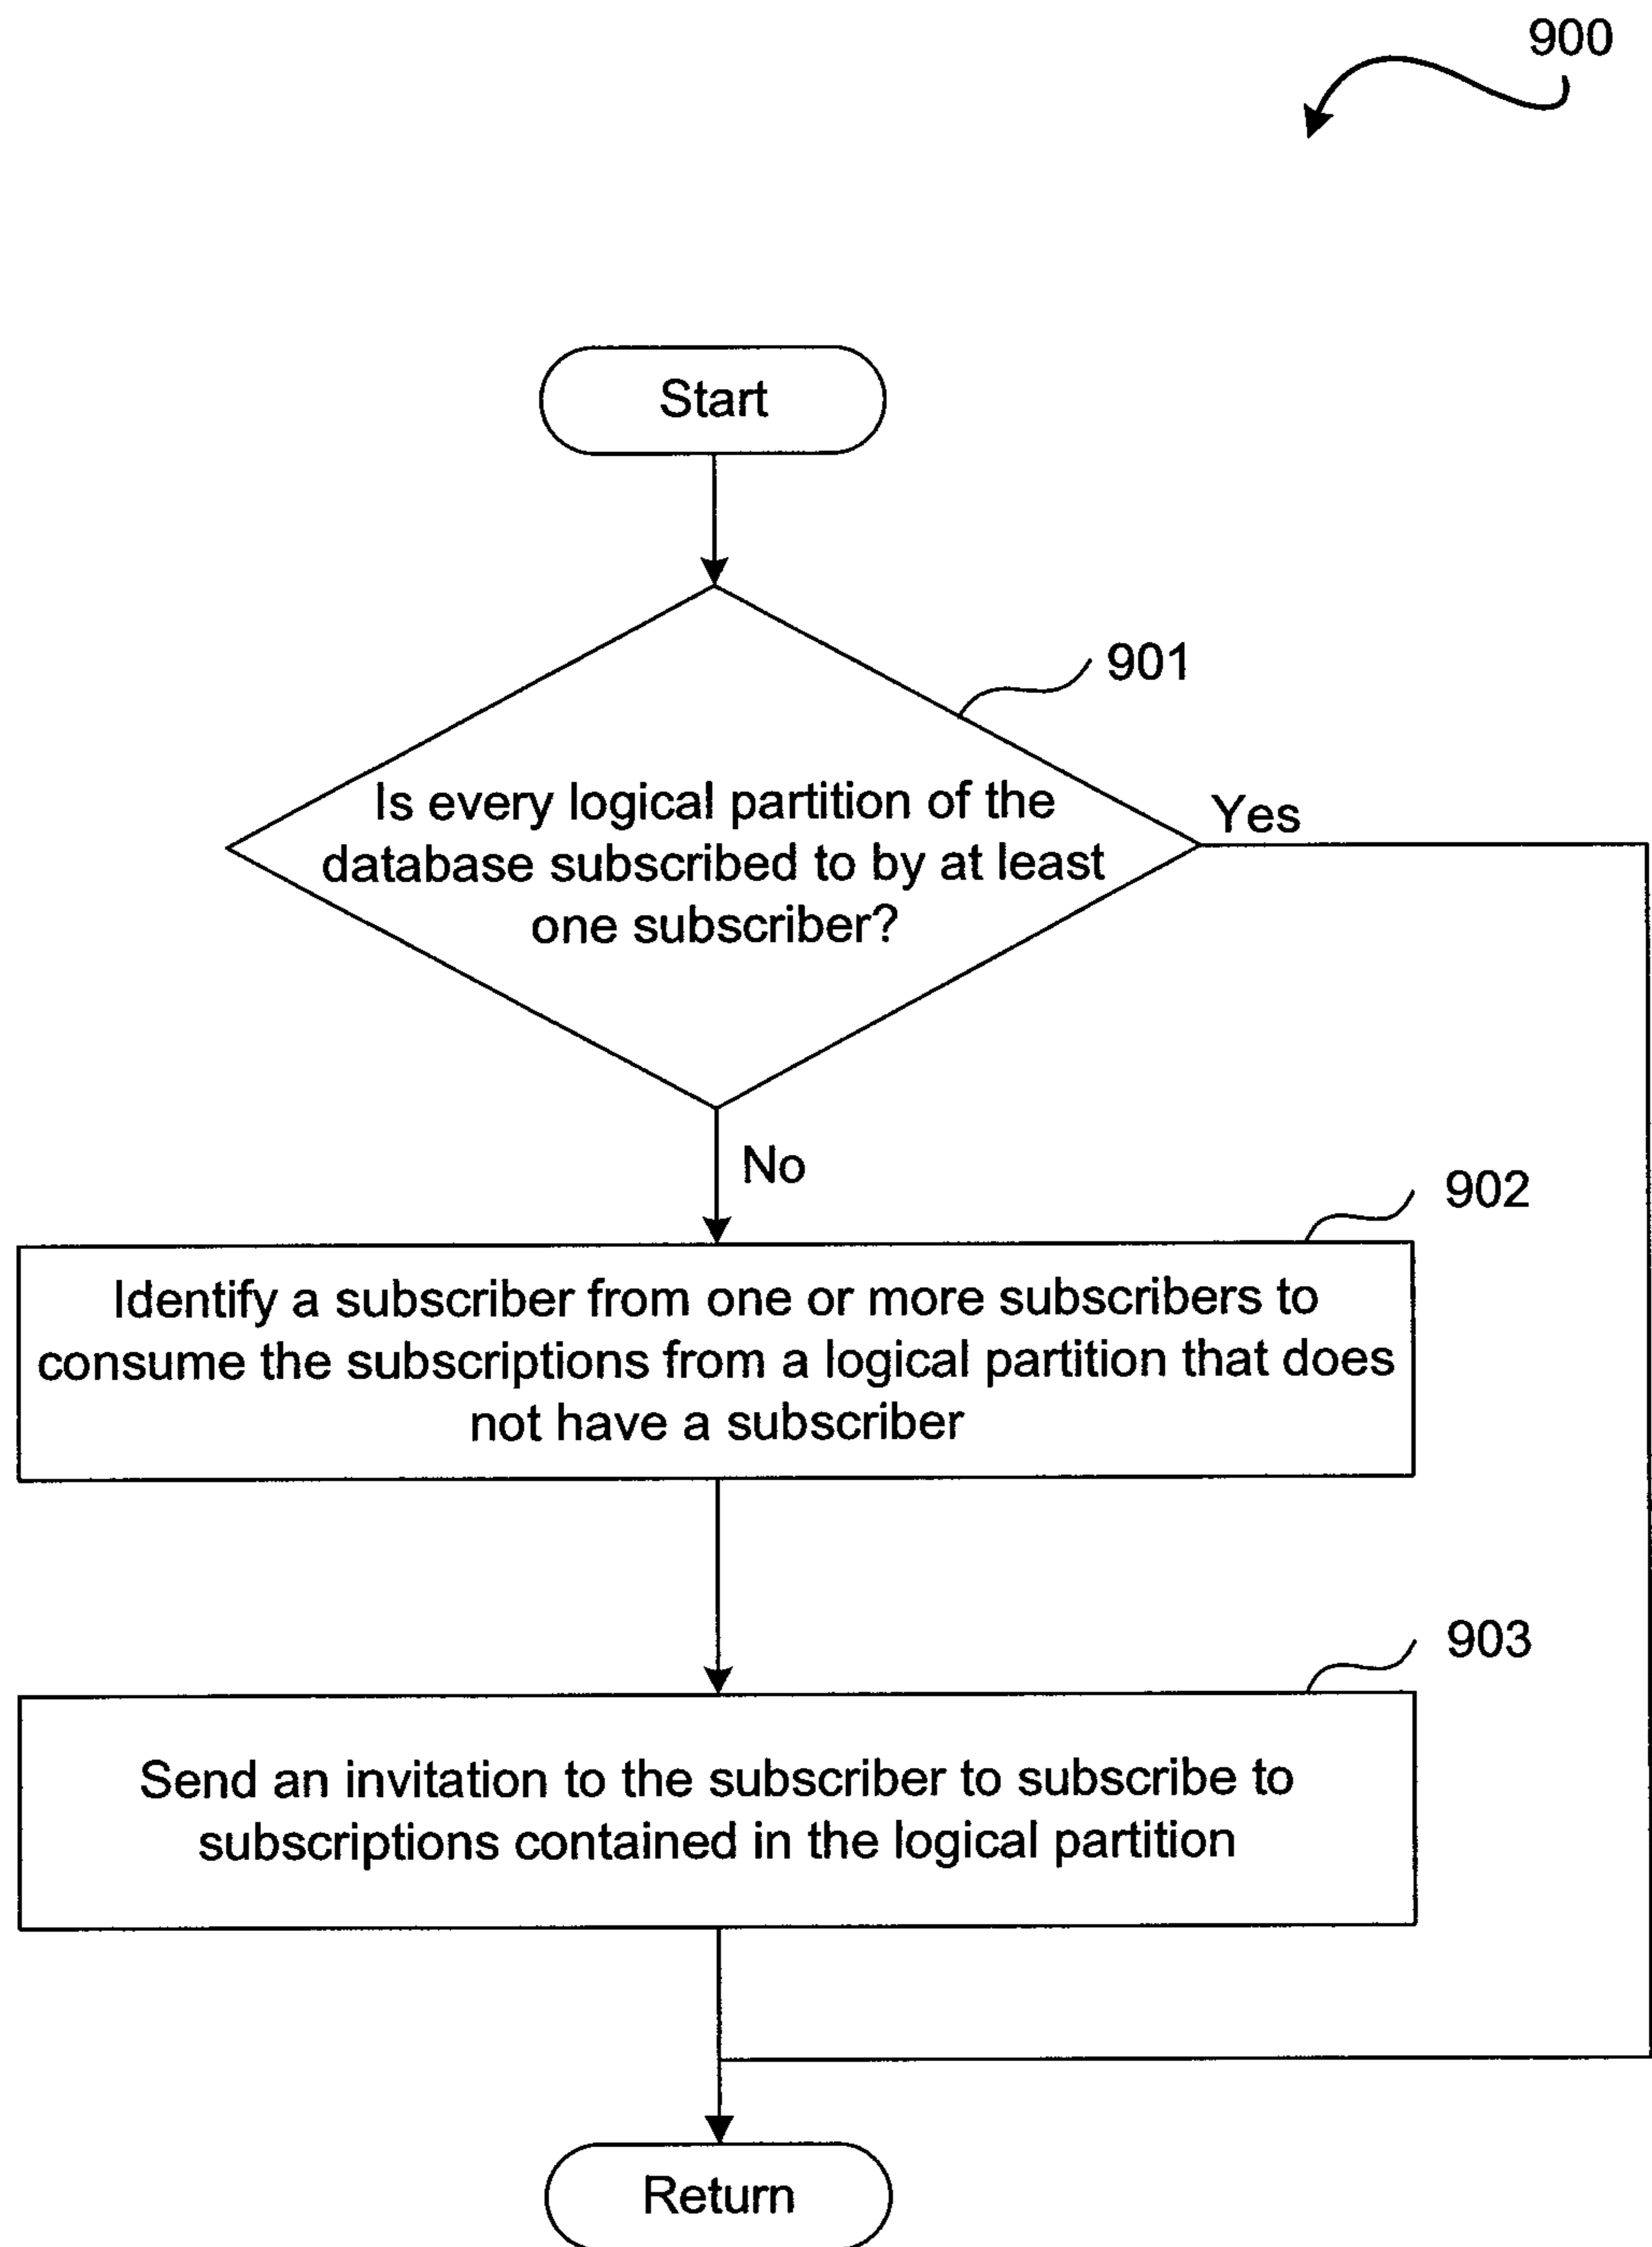 900
Start
901
Is every logical partition of the
database subscribed to by at least
one subscriber?
Yes
No
902
Identify a subscriber from one or more subscribers to
consume the subscriptions from a logical partition that does
not have a subscriber
903
Send an invitation to the subscriber to subscribe to
subscriptions contained in the logical partition
Return